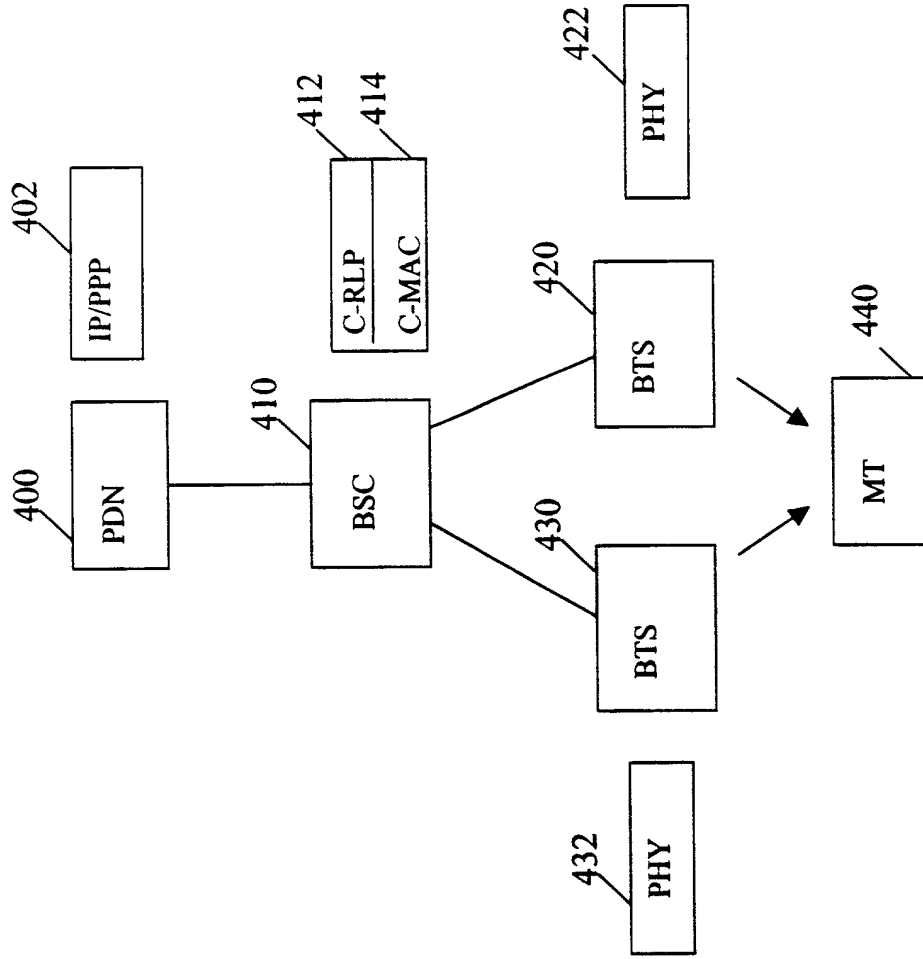 400
402
PDN
IP/PPP
410
412
414
BSC
C-RLP
C-MAC
430
420
422
432
BTS
BTS
PHY
PHY
440
MT